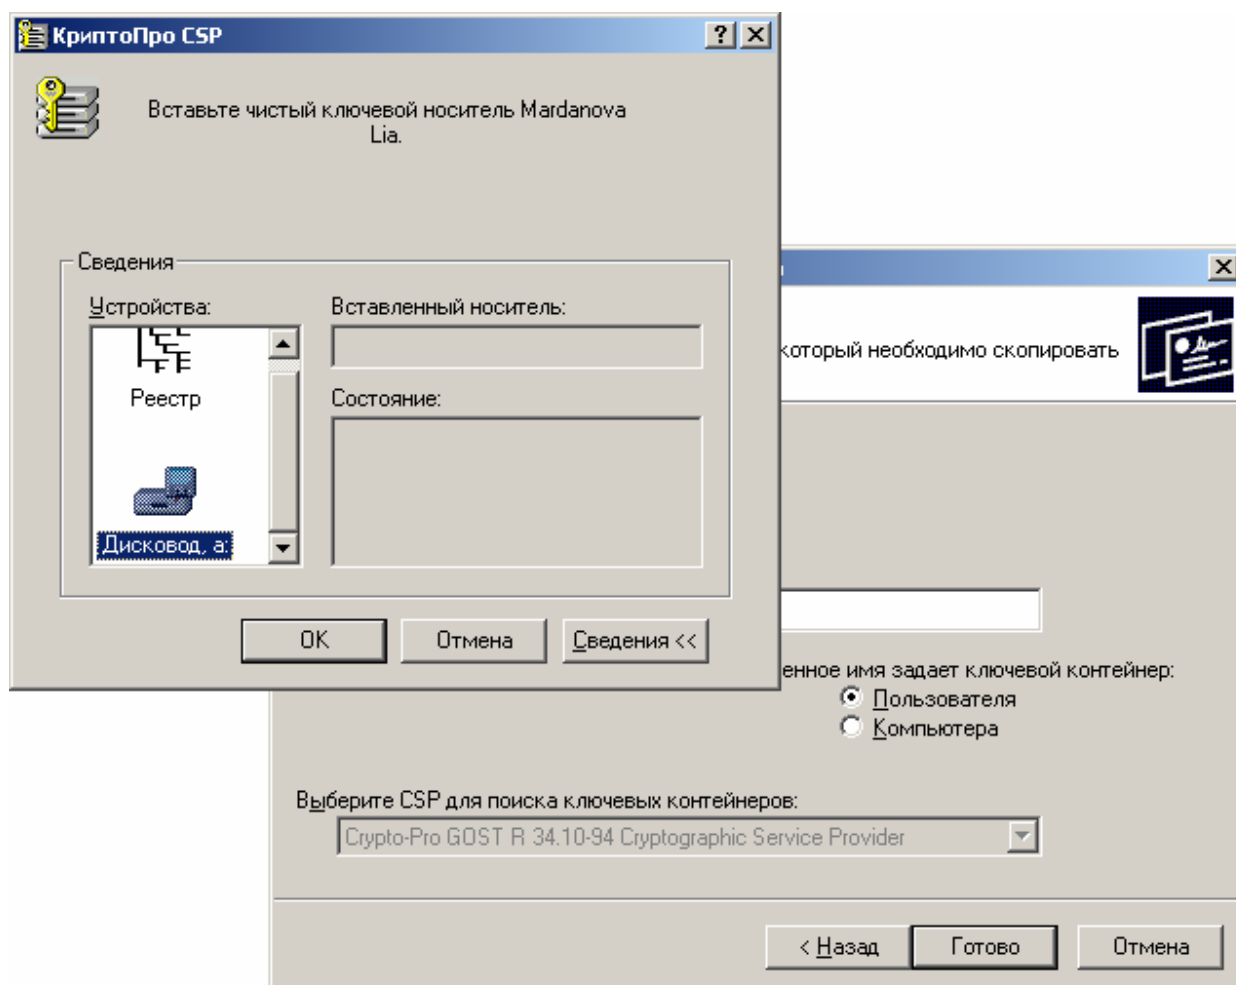 КриптоПро CSP
Вставьте чистый ключевой носитель Mardanova
Lia.
Сведения
Устройства:
Вставленный носитель:
Реестр
Состояние:
Дисковод, a:
OK
Отмена
Сведения <<
который необходимо скопировать
енное имя задает ключевой контейнер:
Пользователя
Компьютера
Выберите CSP для поиска ключевых контейнеров:
Crypto-Pro GOST R 34.10-94 Cryptographic Service Provider
< Назад
Готово
Отмена